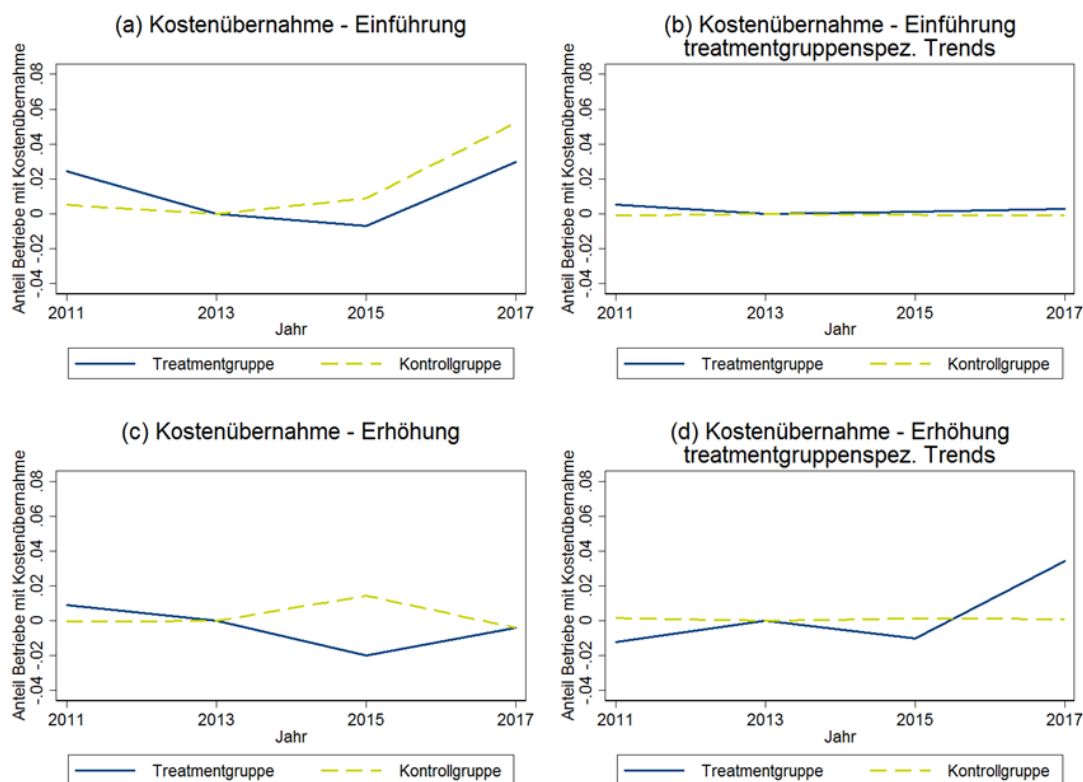 (a) Kostenübernahme - Einführung
Anteil Betriebe mit Kostenübernahme
.08
.06
.04
.02
0
-.02
-.04
2011 2013 2015 2017
Jahr
Treatmentgruppe Kontrollgruppe
(b) Kostenübernahme - Einführung
treatmentgruppenspez. Trends
Anteil Betriebe mit Kostenübernahme
.08
.06
.04
.02
0
-.02
-.04
2011 2013 2015 2017
Jahr
Treatmentgruppe Kontrollgruppe
(c) Kostenübernahme - Erhöhung
Anteil Betriebe mit Kostenübernahme
.08
.06
.04
.02
0
-.02
-.04
2011 2013 2015 2017
Jahr
Treatmentgruppe Kontrollgruppe
(d) Kostenübernahme - Erhöhung
treatmentgruppenspez. Trends
Anteil Betriebe mit Kostenübernahme
.08
.06
.04
.02
0
-.02
-.04
2011 2013 2015 2017
Jahr
Treatmentgruppe Kontrollgruppe